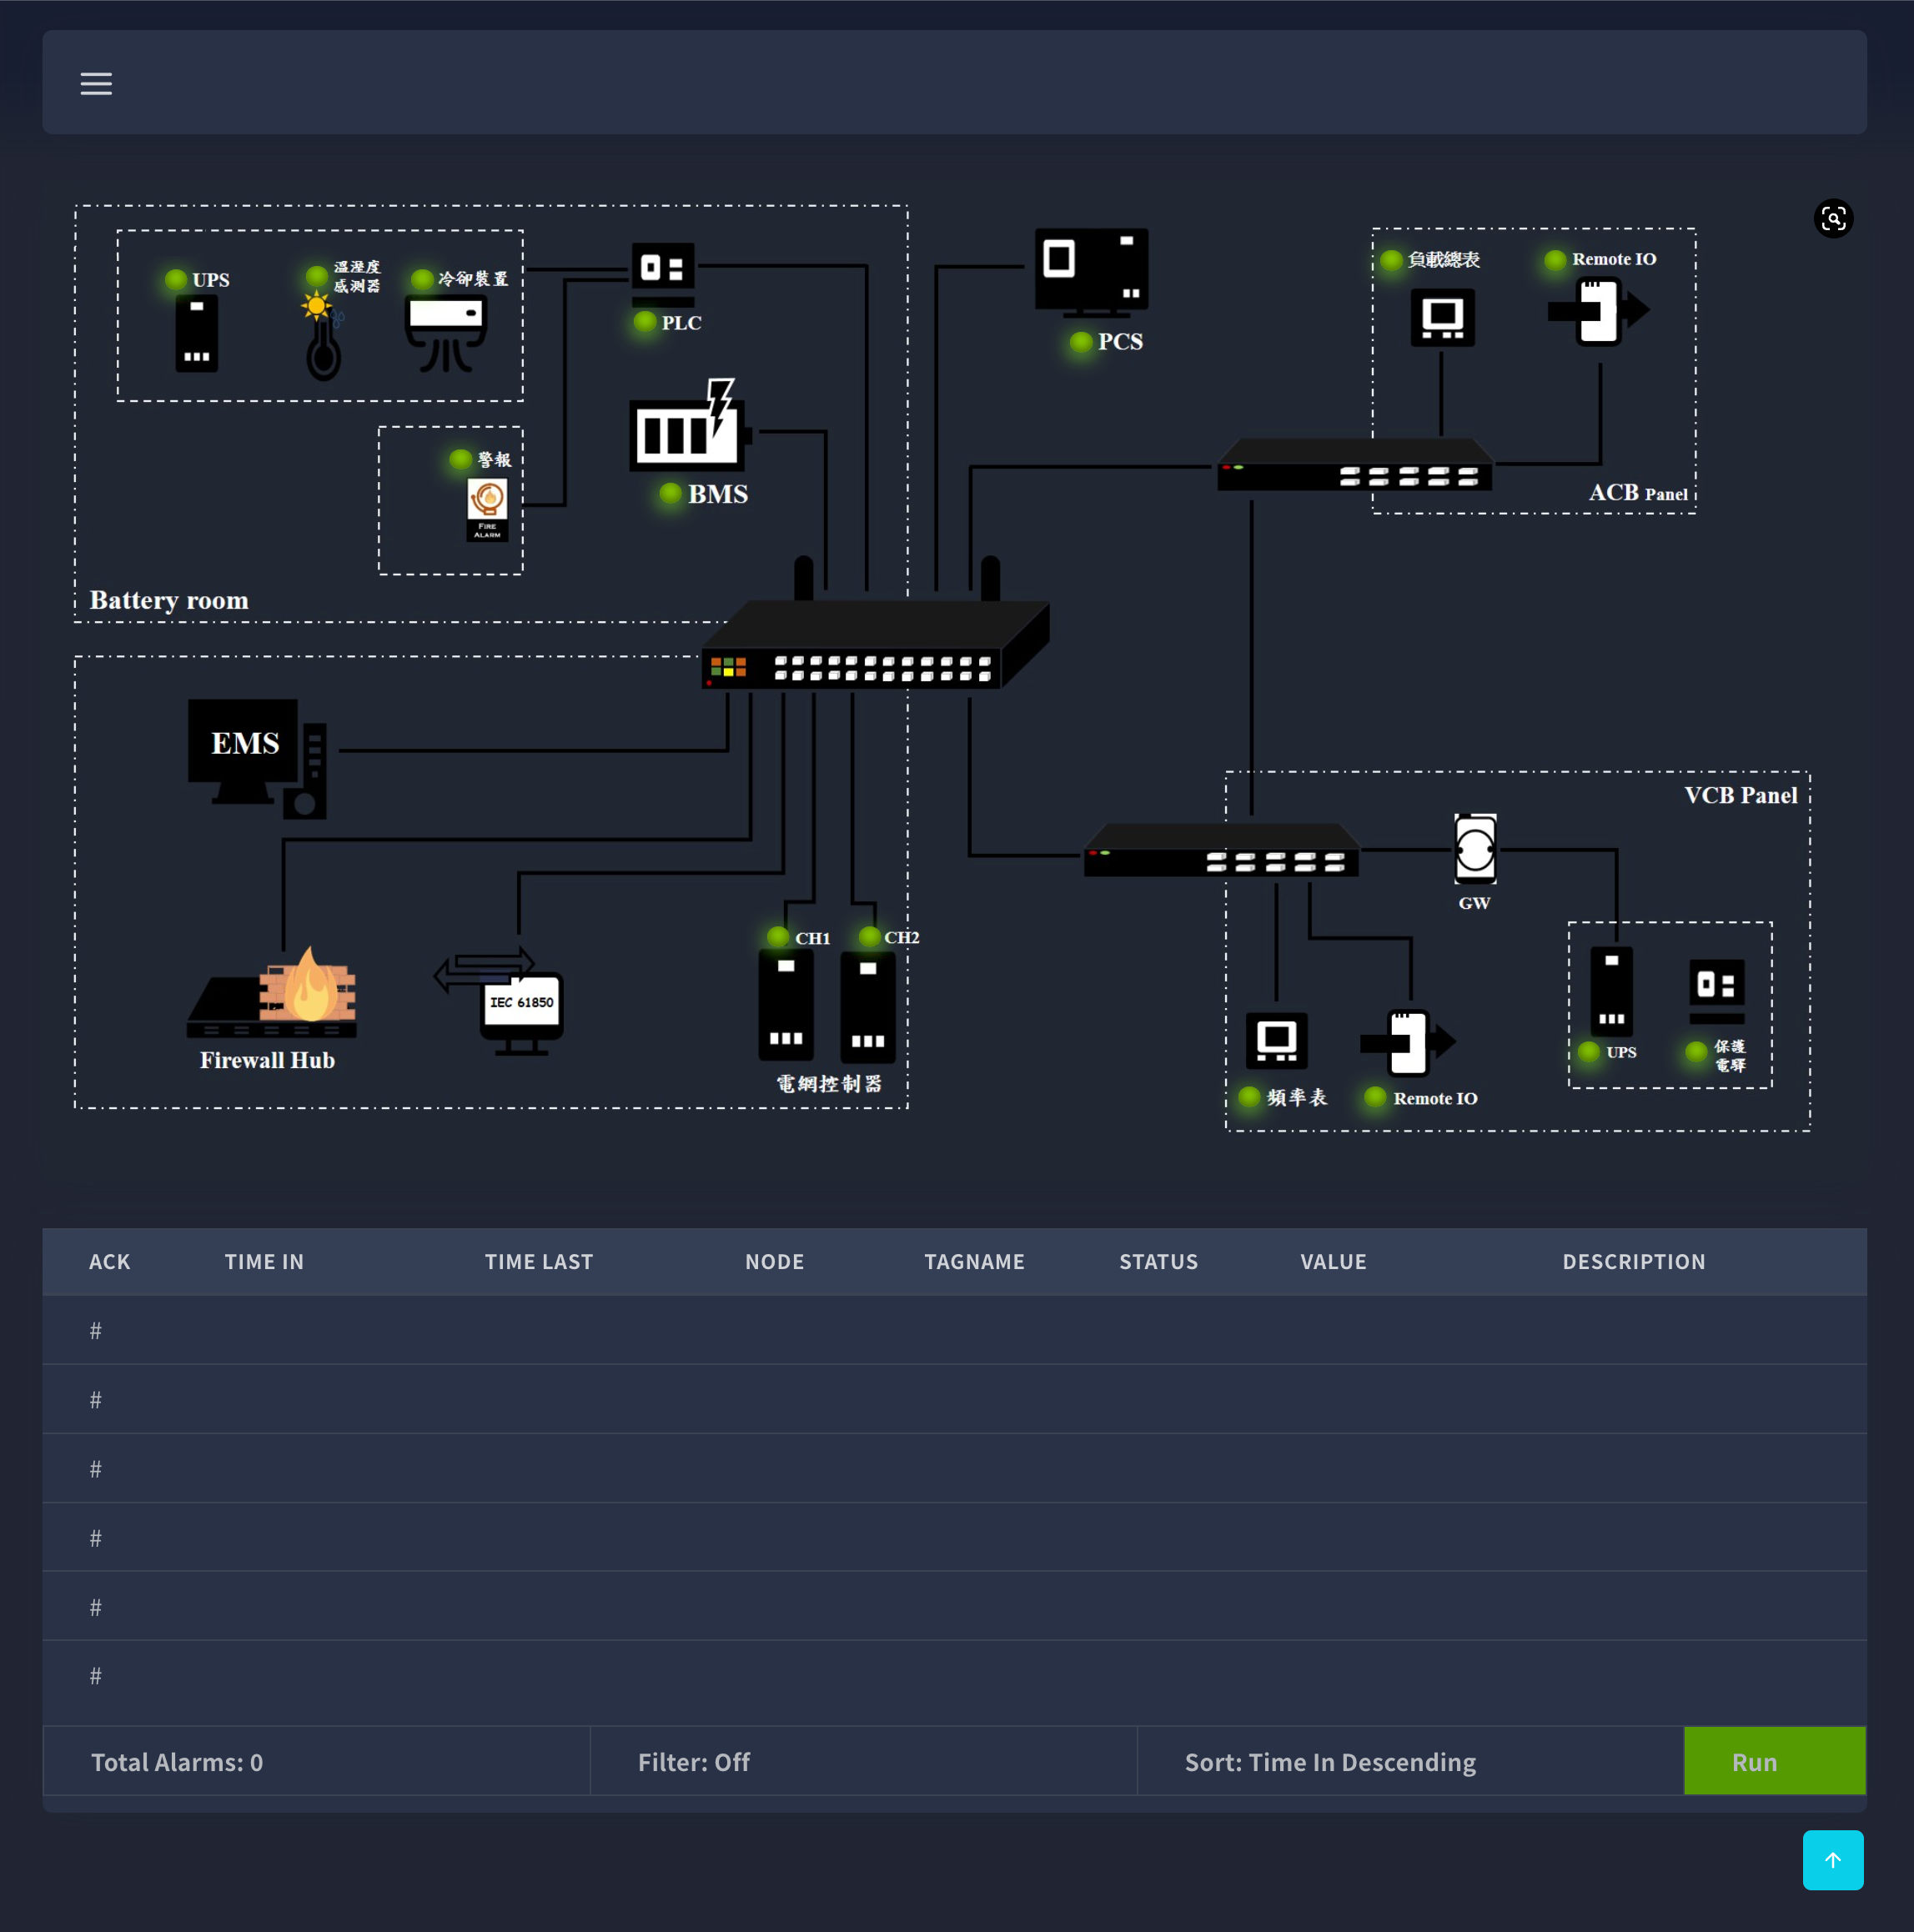 UPS
溫溼度
感測器
冷卻裝置
PLC
警報
FIRE
ALARM
BMS
Battery room
PCS
負載總表
Remote IO
ACB Panel
EMS
Firewall Hub
IEC 61850
CH1
CH2
電網控制器
VCB Panel
GW
UPS
保護
電驛
頻率表
Remote IO
ACK TIME IN TIME LAST NODE TAGNAME STATUS VALUE DESCRIPTION
#
#
#
#
#
#
Total Alarms: 0 Filter: Off Sort: Time In Descending Run